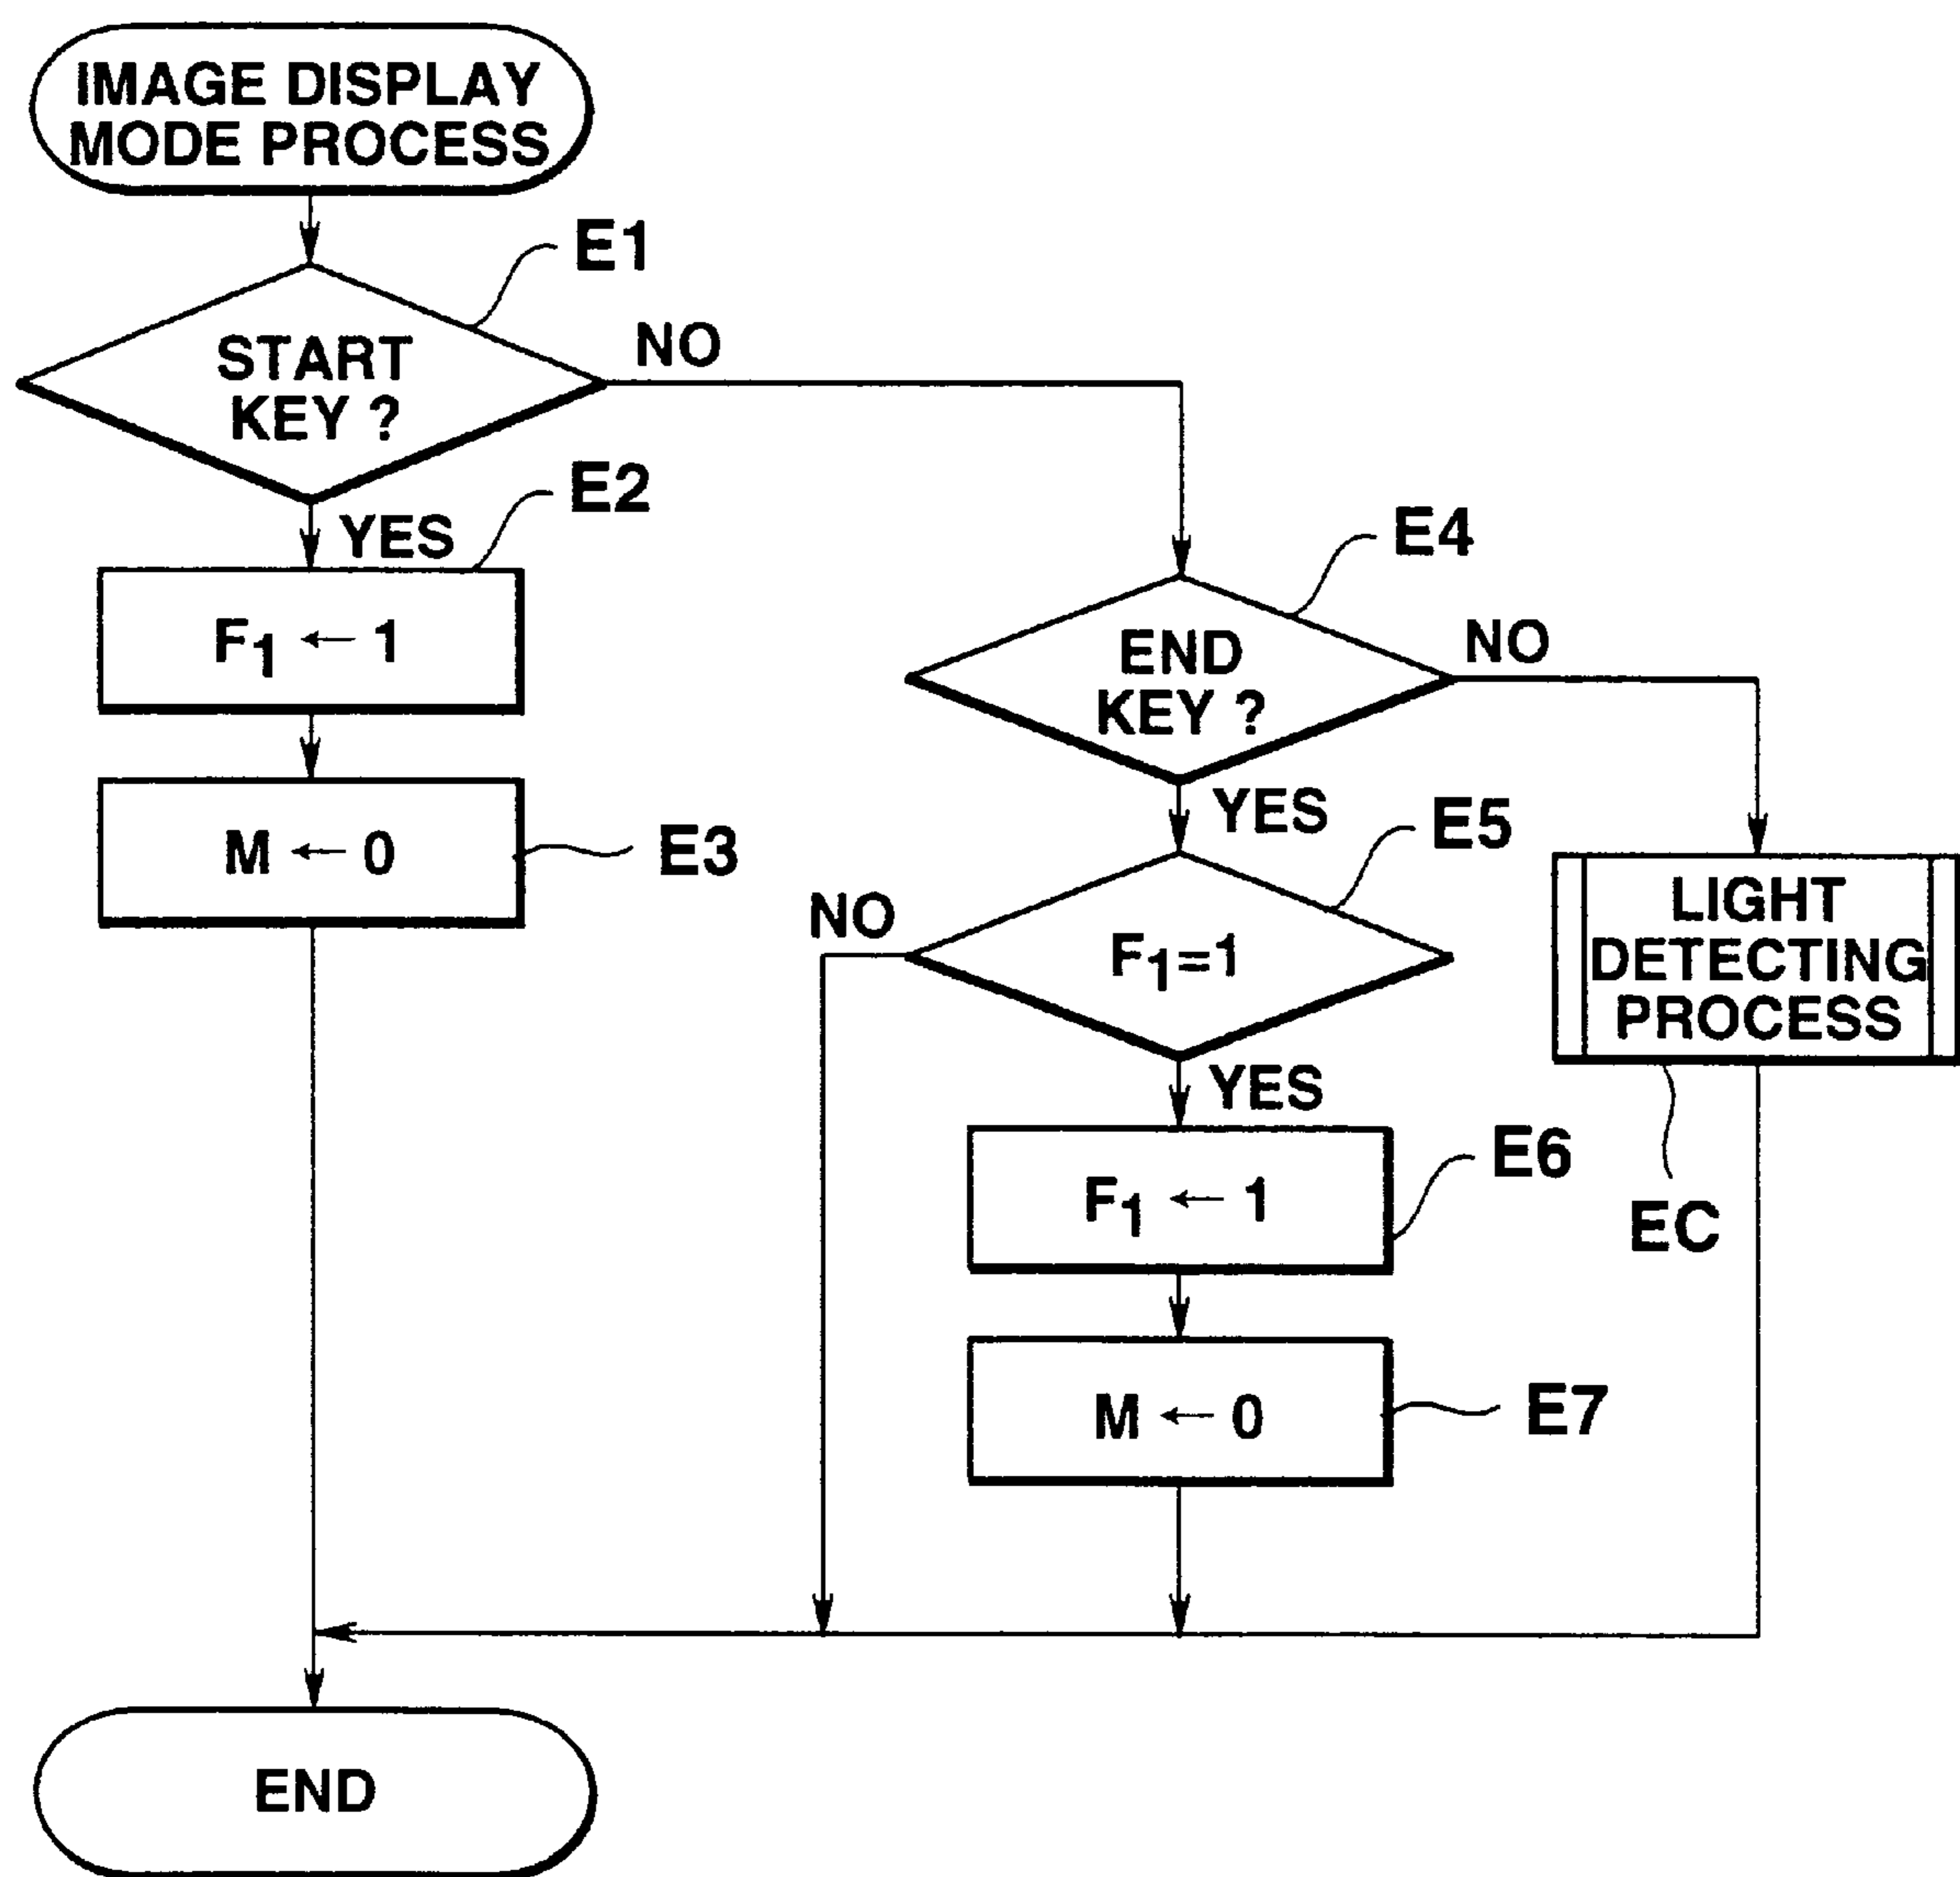 IMAGE DISPLAY
MODE PROCESS
E1
START
KEY ?
NO
YES
E2
F1 ← 1
M ← 0
E3
E4
END
KEY ?
NO
YES
E5
NO
F1=1
LIGHT
DETECTING
PROCESS
EC
YES
E6
F1 ← 1
M ← 0
E7
END